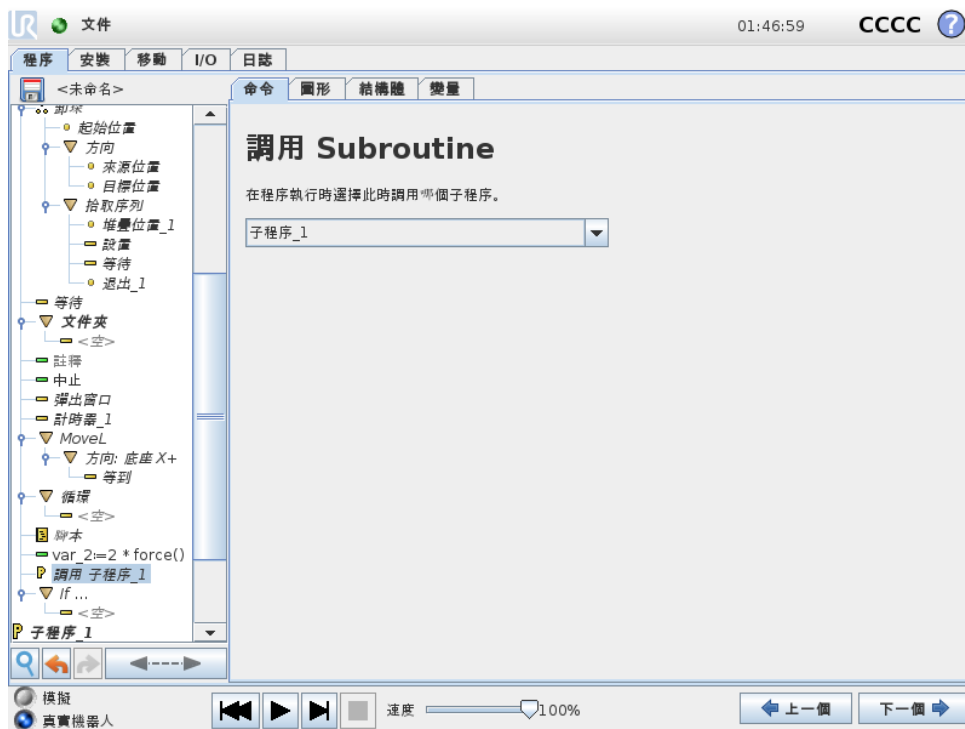 UR 文件 01:46:59 CCCC ?
程序 安裝 移動 I/O 日誌
<未命名>
命令 圖形 結構體 變量
起始位置
方向
來源位置
目標位置
拾取序列
堆疊位置_1
設置
等待
退出_1
等待
文件夾
<空>
註釋
中止
彈出窗口
計時器_1
MoveL
方向: 底座 X+
等到
循環
<空>
腳本
var_2:=2 * force()
調用 子程序_1
If ...
<空>
子程序_1
調用 Subroutine
在程序執行時選擇此時調用哪個子程序。
子程序_1
模擬
真實機器人
速度 100%
上一個 下一個